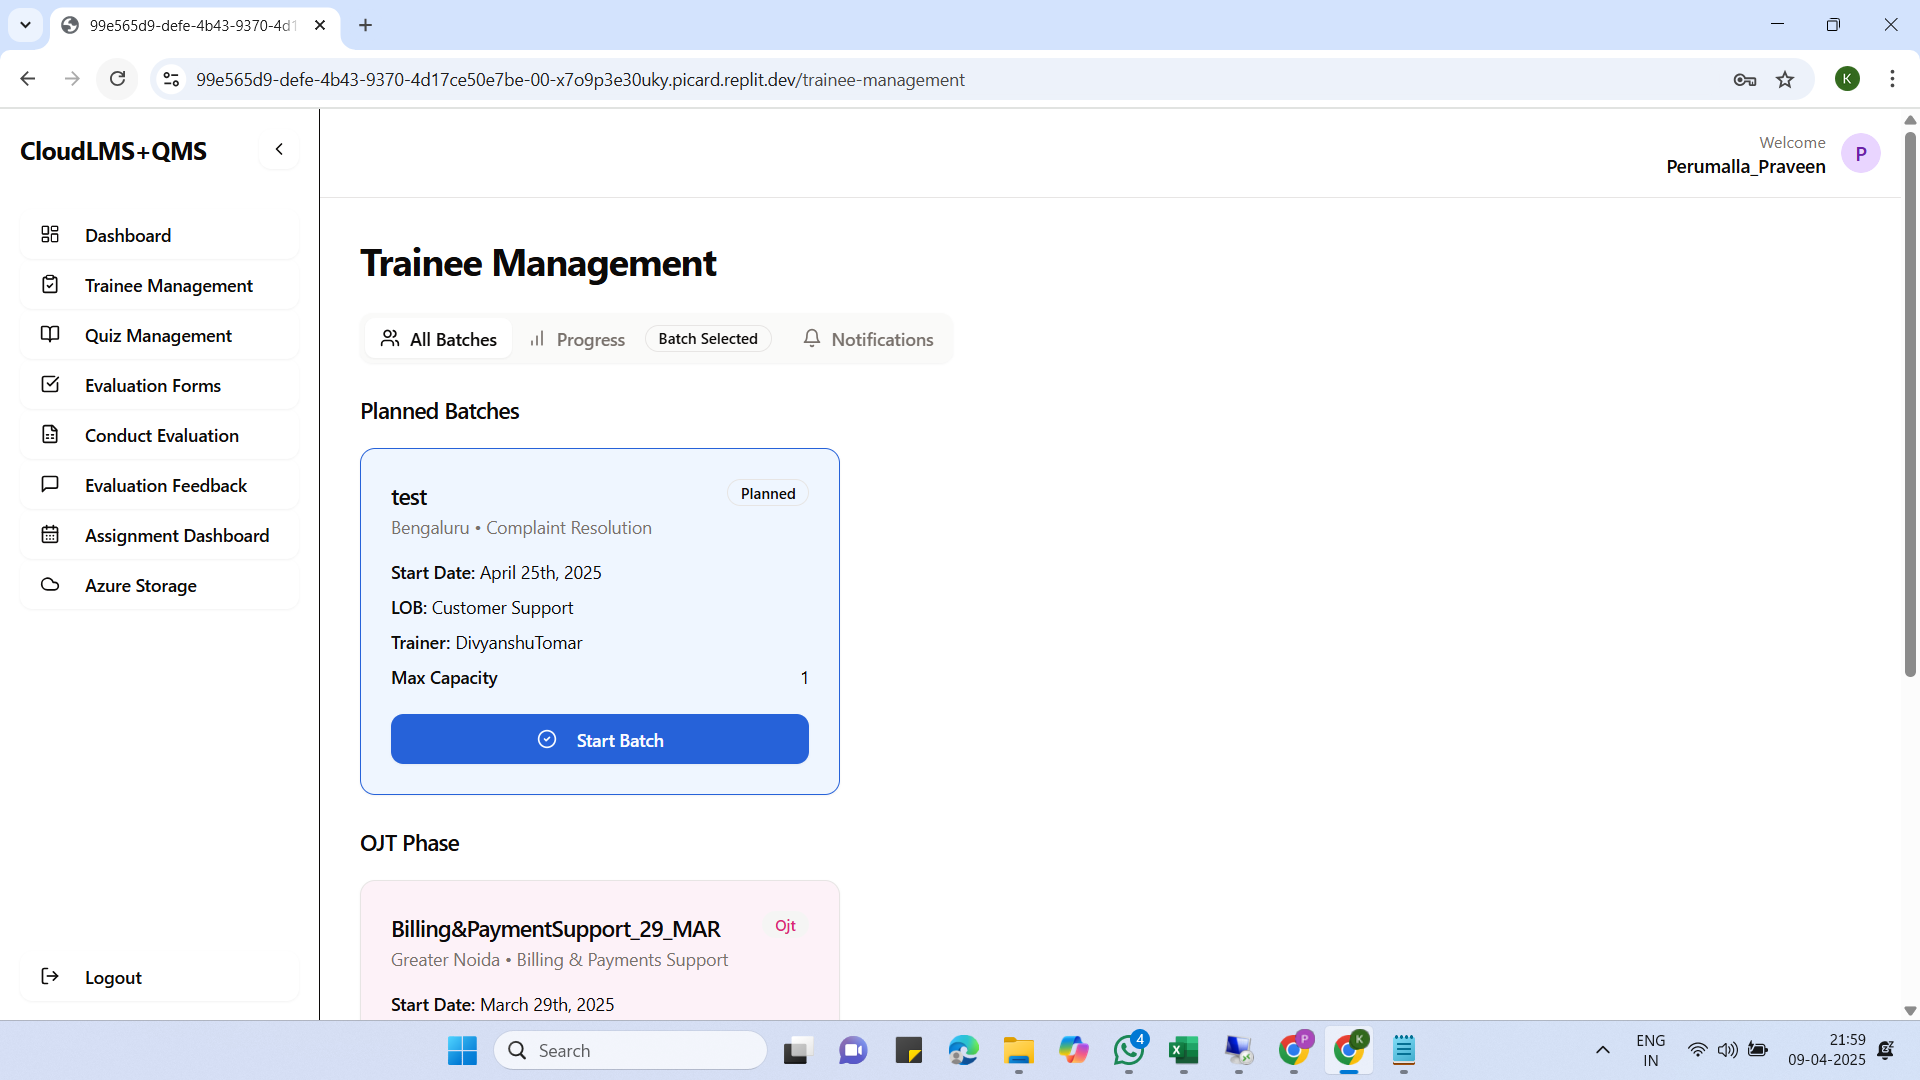 99e565d9-defe-4b43-9370-4d1
99e565d9-defe-4b43-9370-4d17ce50e7be-00-x7o9p3e30uky.picard.replit.dev/trainee-management
K
CloudLMS+QMS
Welcome
Perumalla_Praveen
P
Dashboard
Trainee Management
Quiz Management
Evaluation Forms
Conduct Evaluation
Evaluation Feedback
Assignment Dashboard
Azure Storage
Logout
Trainee Management
All Batches
Progress
Batch Selected
Notifications
Planned Batches
test
Planned
Bengaluru • Complaint Resolution
Start Date: April 25th, 2025
LOB: Customer Support
Trainer: DivyanshuTomar
Max Capacity 1
Start Batch
OJT Phase
Billing&PaymentSupport_29_MAR
Ojt
Greater Noida • Billing & Payments Support
Start Date: March 29th, 2025
Search
4
P
K
ENG
IN
21:59
09-04-2025